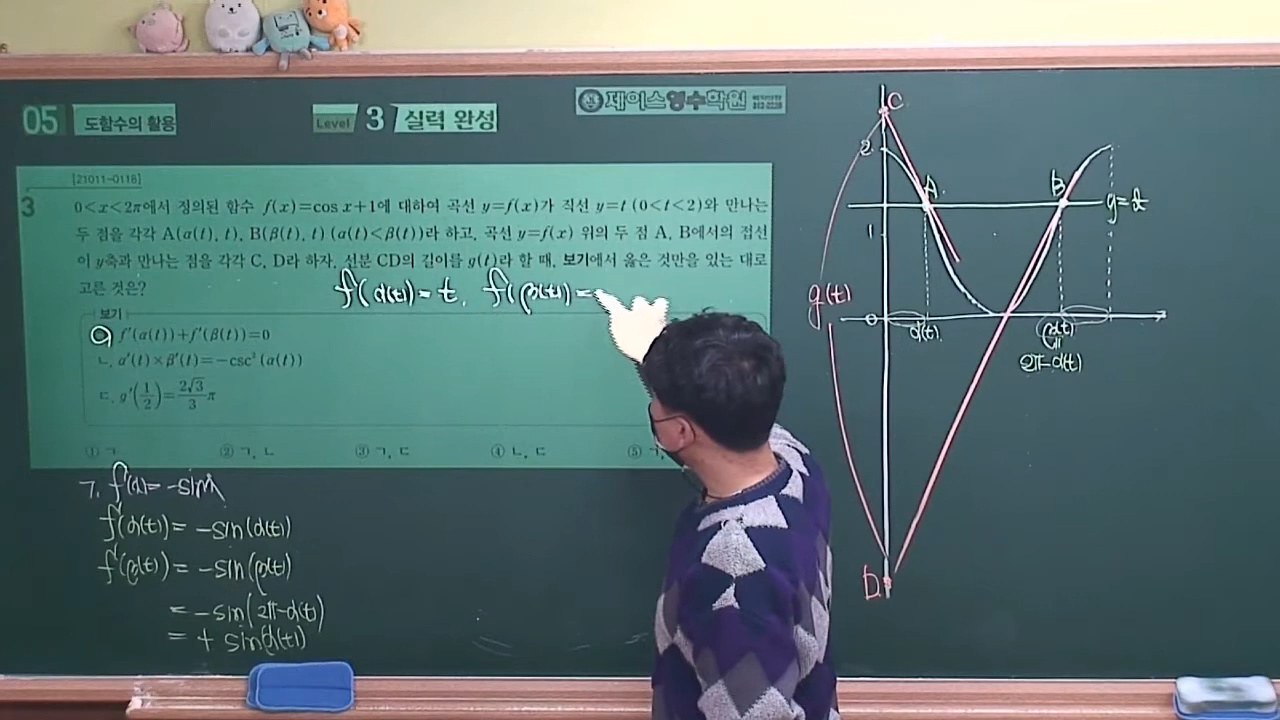 05 도함수의 활용
Level 3 실력 완성
제이스영수학원
[21011-0118]
3
0<x<2π에서 정의된 함수 f(x)=cos x+1에 대하여 곡선 y=f(x)가 직선 y=t (0<t<2)와 만나는
두 점을 각각 A(α(t), t), B(β(t), t) (α(t)<β(t))라 하고, 곡선 y=f(x) 위의 두 점 A, B에서의 접선
이 y축과 만나는 점을 각각 C, D라 하자. 선분 CD의 길이를 g(t)라 할 때, 보기에서 옳은 것만을 있는 대로
고른 것은?
f(α(t))=t, f(β(t))=
보기
ㄱ. f′(α(t))+f′(β(t))=0
ㄴ. α′(t)×β′(t)=-csc²(α(t))
ㄷ. g′(1/2)=2√3/3 π
① ㄱ ② ㄱ, ㄴ ③ ㄱ, ㄷ ④ ㄴ, ㄷ ⑤
ㄱ. f′(x)=-sinx
f′(α(t))=-sin(α(t))
f′(β(t))=-sin(β(t))
=-sin(2π-α(t))
=+sin(α(t))
C
2
A
B
y=t
1
g(t)
0
α(t)
β(t)
=
2π-α(t)
D